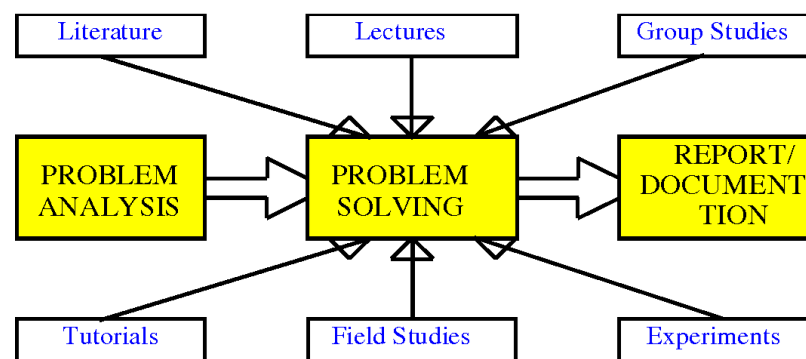 Literature
Lectures
Group Studies
PROBLEM
ANALYSIS
PROBLEM
SOLVING
REPORT/
DOCUMENT
TION
Tutorials
Field Studies
Experiments